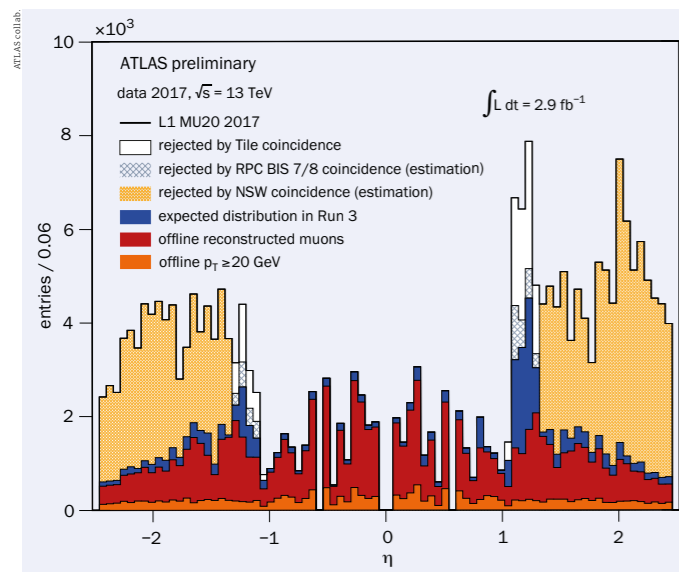 ATLAS collab.
×10³
10
8
6
4
2
0
entries / 0.06
ATLAS preliminary
data 2017, √s = 13 TeV
L1 MU20 2017
rejected by Tile coincidence
rejected by RPC BIS 7/8 coincidence (estimation)
rejected by NSW coincidence (estimation)
expected distribution in Run 3
offline reconstructed muons
offline pT ≥ 20 GeV
∫L dt = 2.9 fb⁻¹
−2 −1 0 1 2
η